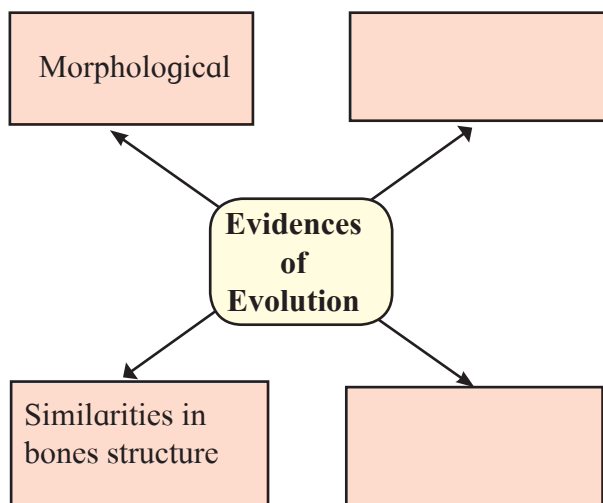 Morphological
Evidences
of
Evolution
Similarities in
bones structure